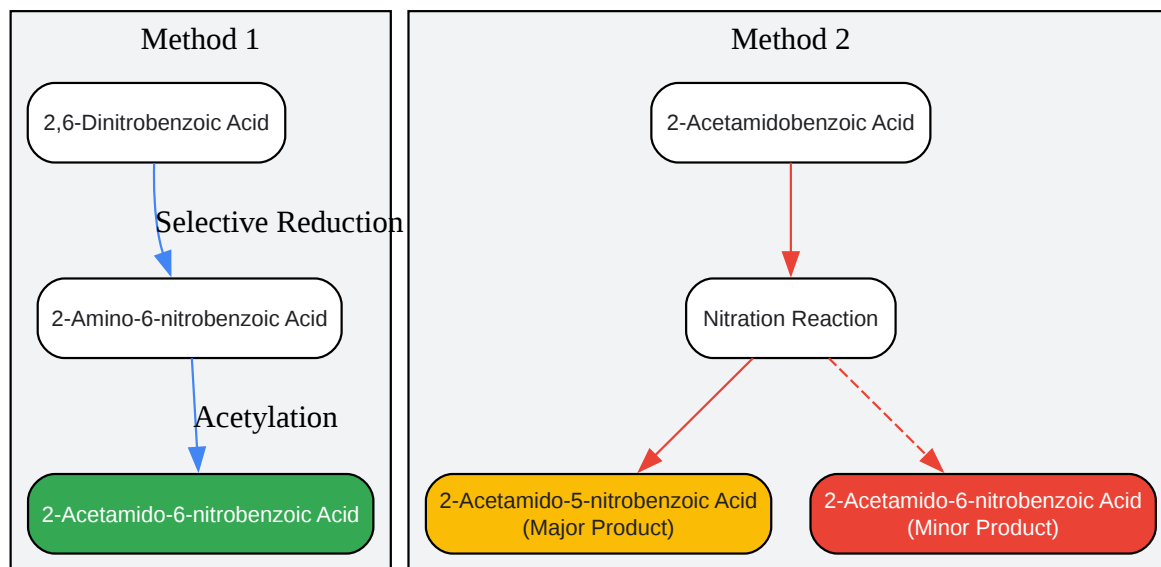 Method 1
2,6-Dinitrobenzoic Acid
Selective Reduction
2-Amino-6-nitrobenzoic Acid
Acetylation
2-Acetamido-6-nitrobenzoic Acid
Method 2
2-Acetamidobenzoic Acid
Nitration Reaction
2-Acetamido-5-nitrobenzoic Acid
(Major Product)
2-Acetamido-6-nitrobenzoic Acid
(Minor Product)